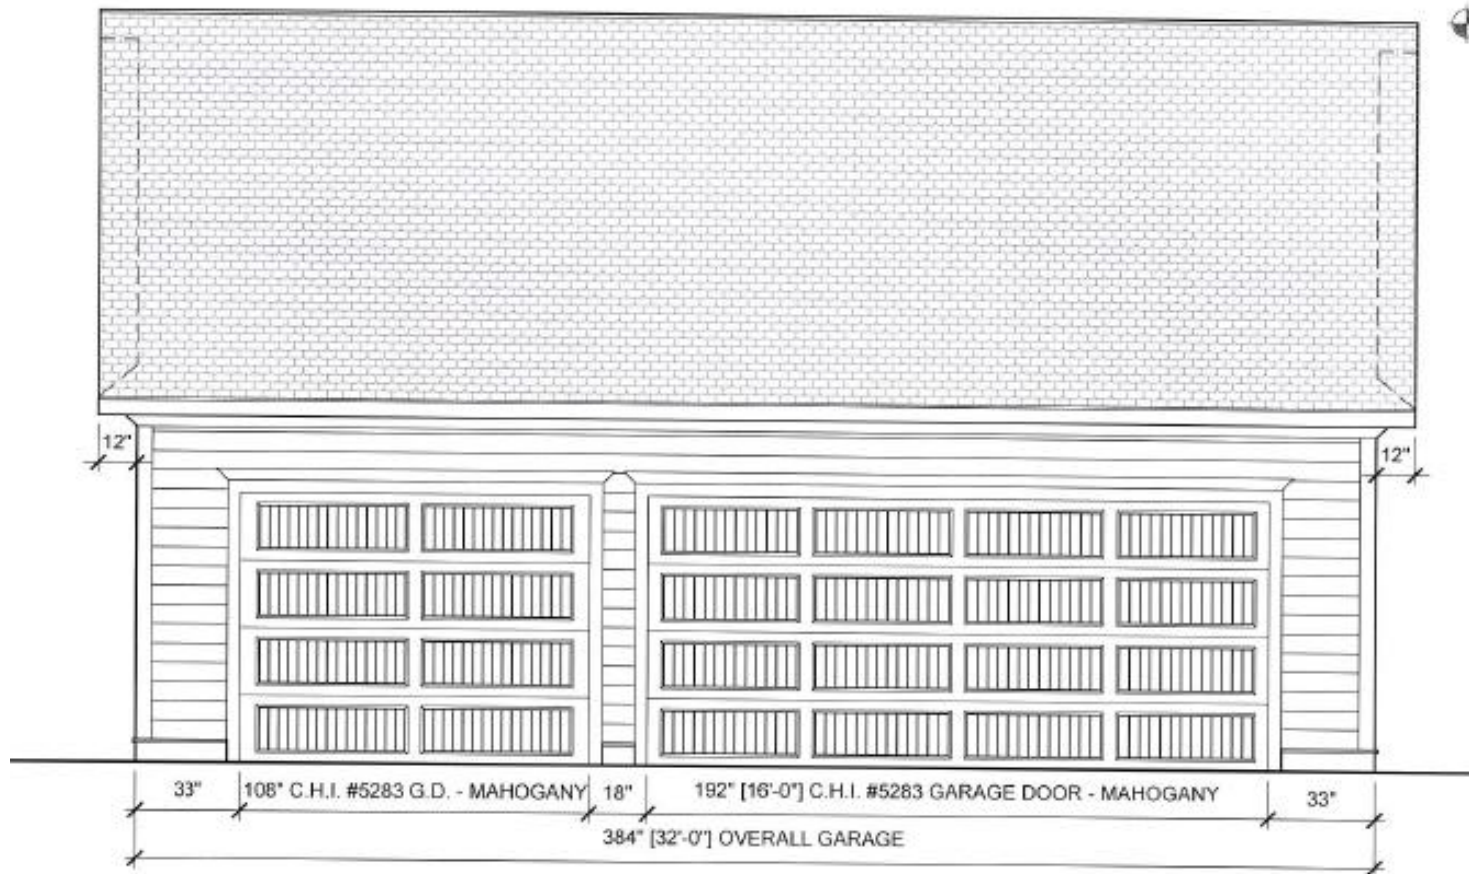 12"
12"
33"
108" C.H.I. #5283 G.D. - MAHOGANY
18"
192" [16'-0"] C.H.I. #5283 GARAGE DOOR - MAHOGANY
33"
384" [32'-0"] OVERALL GARAGE